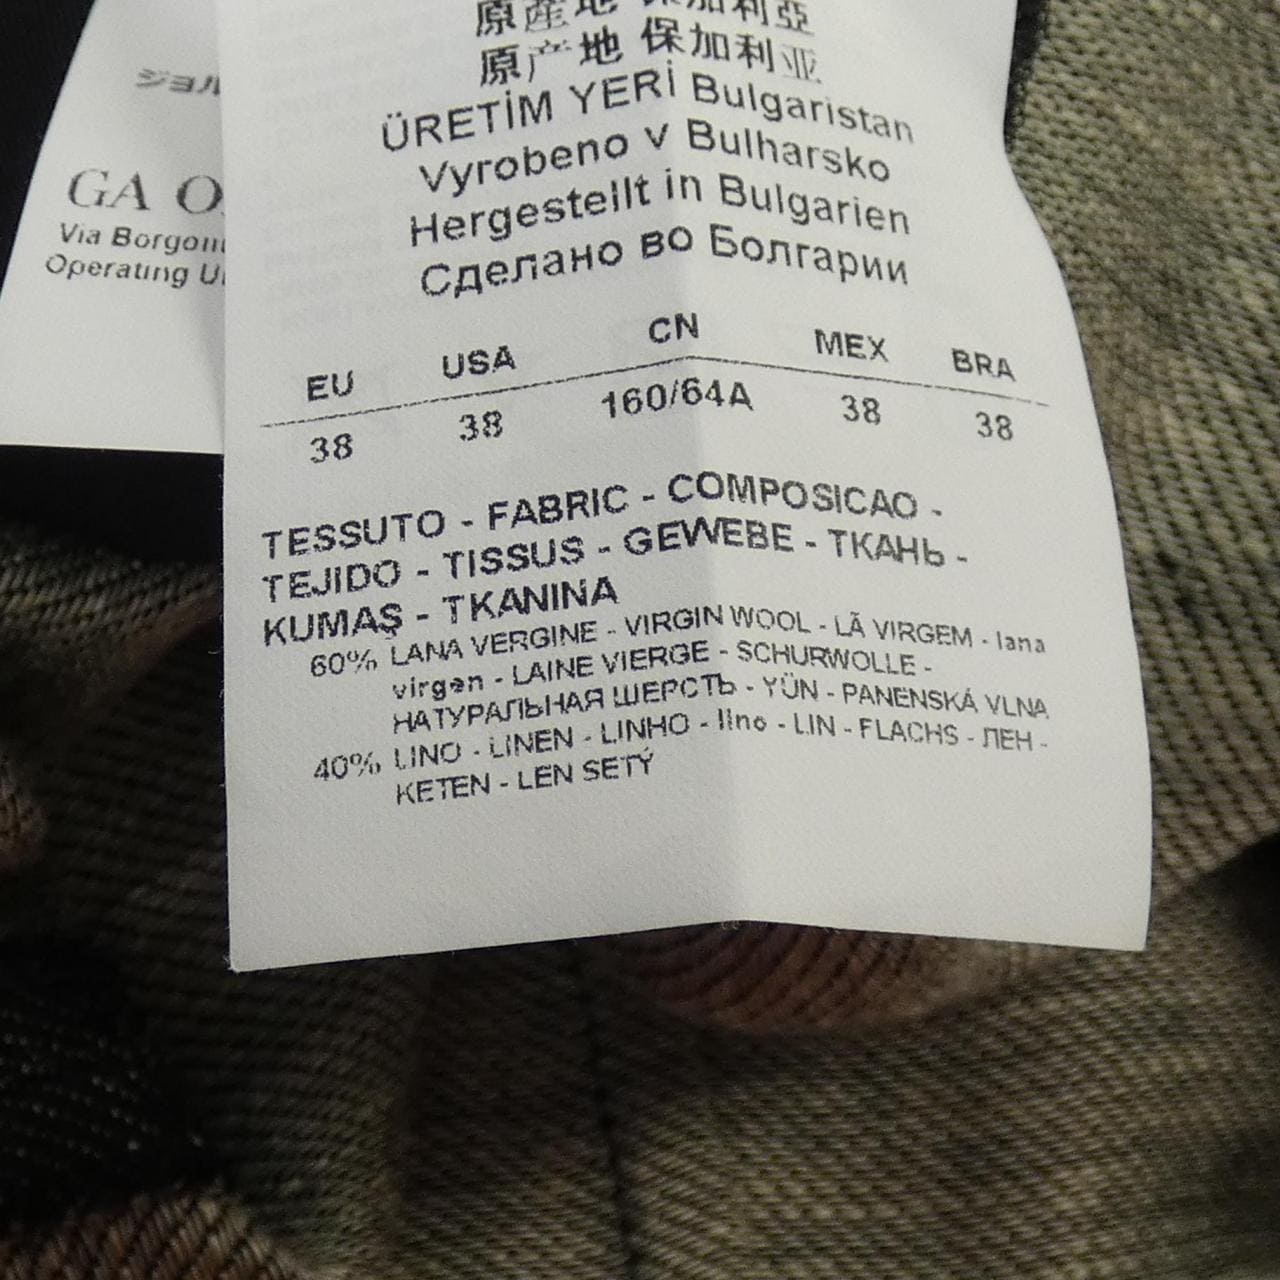 原產地 保加利亞
原产地 保加利亚
ÜRETİM YERİ Bulgaristan
Vyrobeno v Bulharsko
Hergestellt in Bulgarien
Сделано во Болгарии
EU USA CN MEX BRA
38 38 160/64A 38 38
TESSUTO - FABRIC - COMPOSICAO -
TEJIDO - TISSUS - GEWEBE - ТКАНЬ -
KUMAŞ - TKANINA
60% LANA VERGINE - VIRGIN WOOL - LÃ VIRGEM - lana
virgen - LAINE VIERGE - SCHURWOLLE -
НАТУРАЛЬНАЯ ШЕРСТЬ - YÜN - PANENSKÁ VLNA
40% LINO - LINEN - LINHO - lino - LIN - FLACHS - ЛЕН -
KETEN - LEN SETÝ
ジョル
GA
Via
Operating